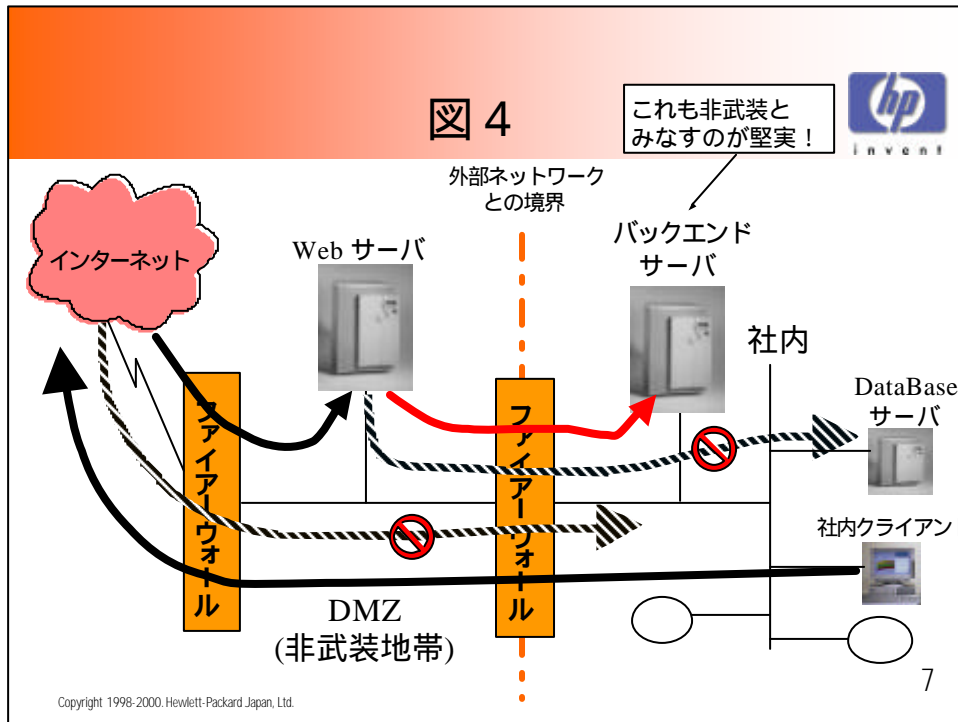 図４
これも非武装と
みなすのが堅実！
hp
invent
外部ネットワーク
との境界
インターネット
Web サーバ
バックエンド
サーバ
社内
DataBase
サーバ
ファイアーウォール
ファイアーウォール
社内クライアン
DMZ
(非武装地帯)
7
Copyright 1998-2000. Hewlett-Packard Japan, Ltd.